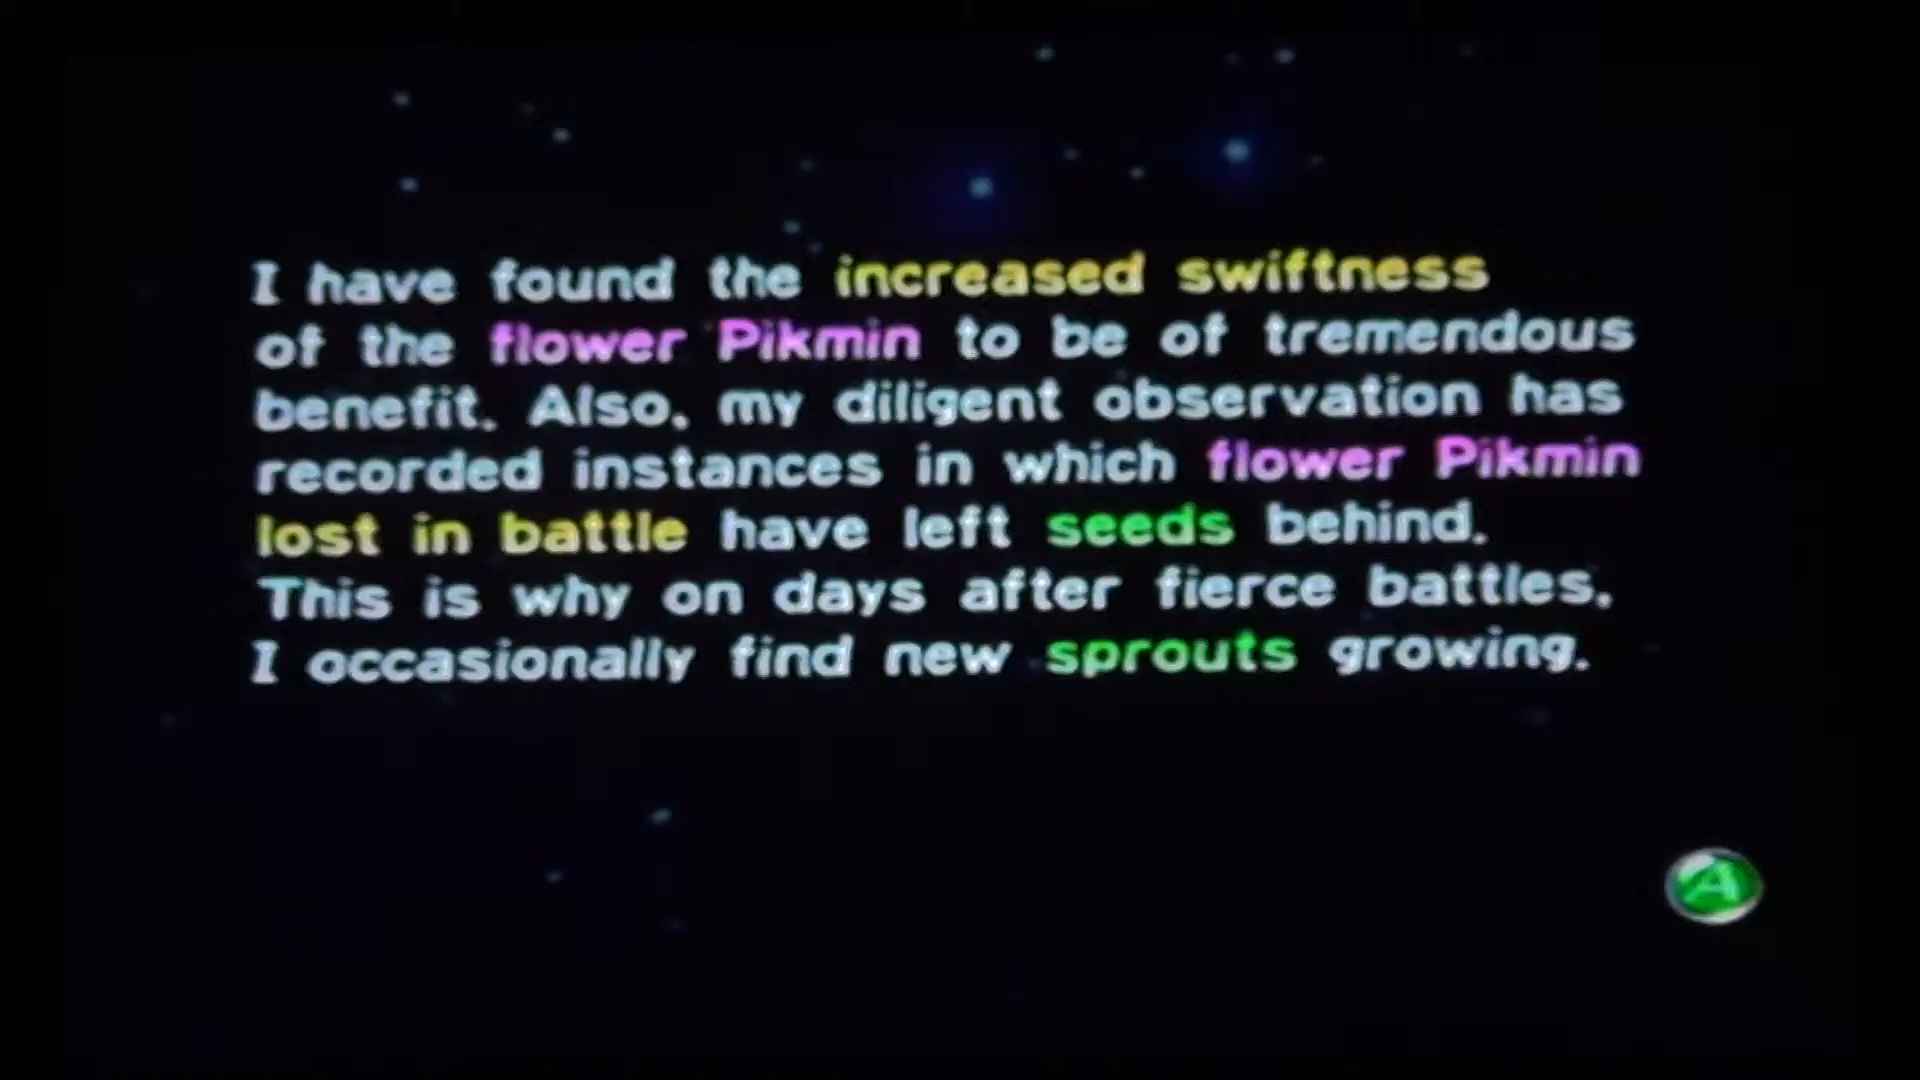 I have found the increased swiftness
of the flower Pikmin to be of tremendous
benefit. Also, my diligent observation has
recorded instances in which flower Pikmin
lost in battle have left seeds behind.
This is why on days after fierce battles,
I occasionally find new sprouts growing.
A